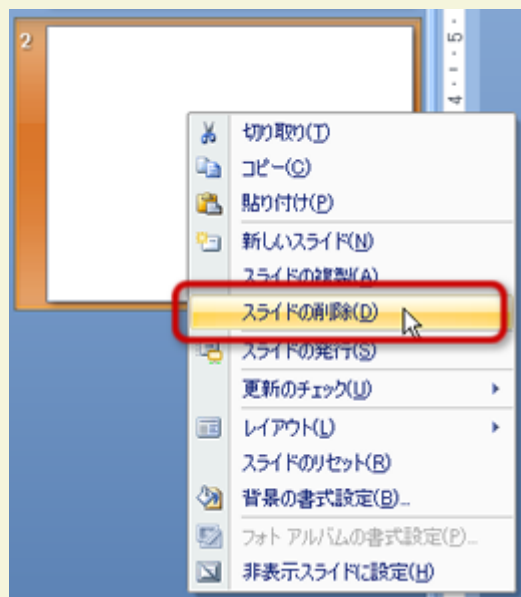 2
5
1
4
切り取り(T)
コピー(C)
貼り付け(P)
新しいスライド(N)
スライドの複製(A)
スライドの削除(D)
スライドの発行(S)
更新のチェック(U)
レイアウト(L)
スライドのリセット(R)
背景の書式設定(B)...
フォト アルバムの書式設定(P)...
非表示スライドに設定(H)